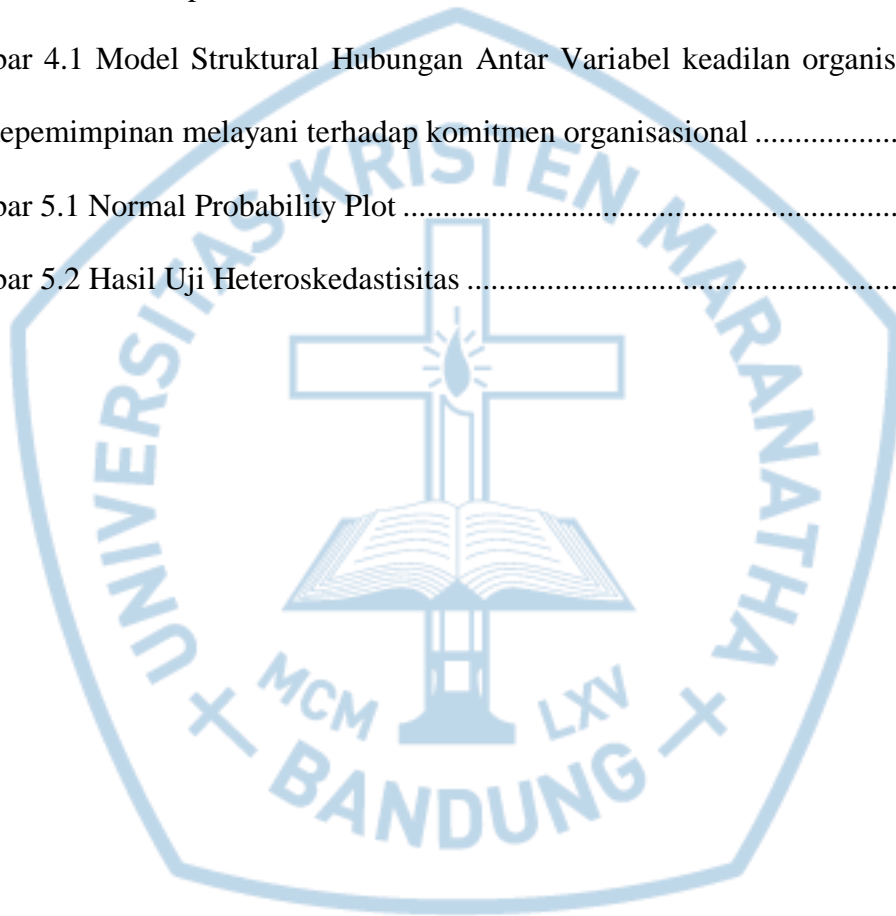 bar 4.1 Model Struktural Hubungan Antar Variabel keadilan organis
epemimpinan melayani terhadap komitmen organisasional ..................
bar 5.1 Normal Probability Plot ..............................................................
bar 5.2 Hasil Uji Heteroskedastisitas .....................................................
UNIVERSITAS KRISTEN MARANATHA
MCM LXV
BANDUNG